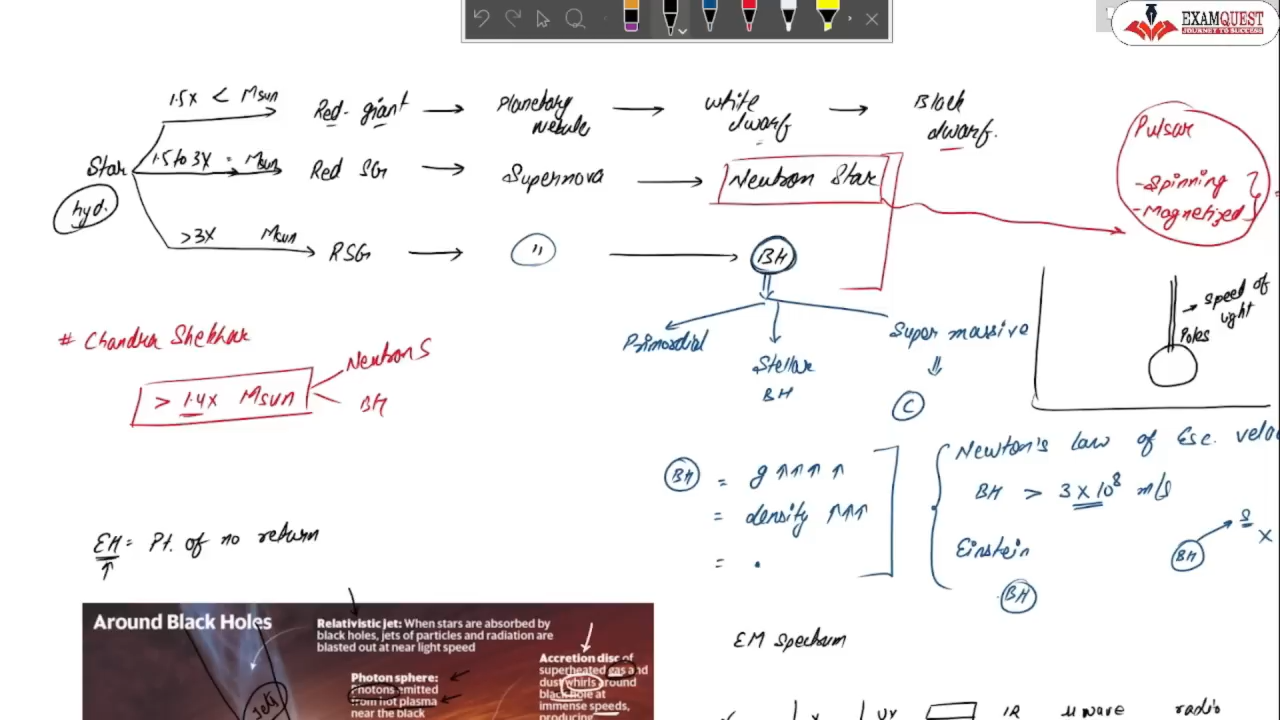 EXAMQUEST
JOURNEY TO SUCCESS
1.5x < Msun
Red-giant → Planetary nebula → white dwarf → Black dwarf.
Star
hyd.
1.5 to 3x = Msun
Red SG → Supernova → Neutron Star
>3x Msun
RSG → " → BH
Pulsar
- Spinning
- Magnetized
Primordial
Stellar
BH
Super massive
⇓
C
→ Speed of light
Poles
# Chandra Shekhar
> 1.4x Msun
Neutron S
BH
BH = g ↑↑↑ ↑
= density ↑↑↑
= .
Newton's law of Esc. velo
BH > 3 x 10⁸ m/s
Einstein
BH
BH
x
EH = Pt. of no return
↑
Around Black Holes
Relativistic jet: When stars are absorbed by
black holes, jets of particles and radiation are
blasted out at near light speed
Photon sphere:
Photons emitted
from hot plasma
near the black
Jets
Accretion disc of
superheated gas and
dust whirls around
black hole at
immense speeds,
producing
EM spectrum
X UV IR μwave radio